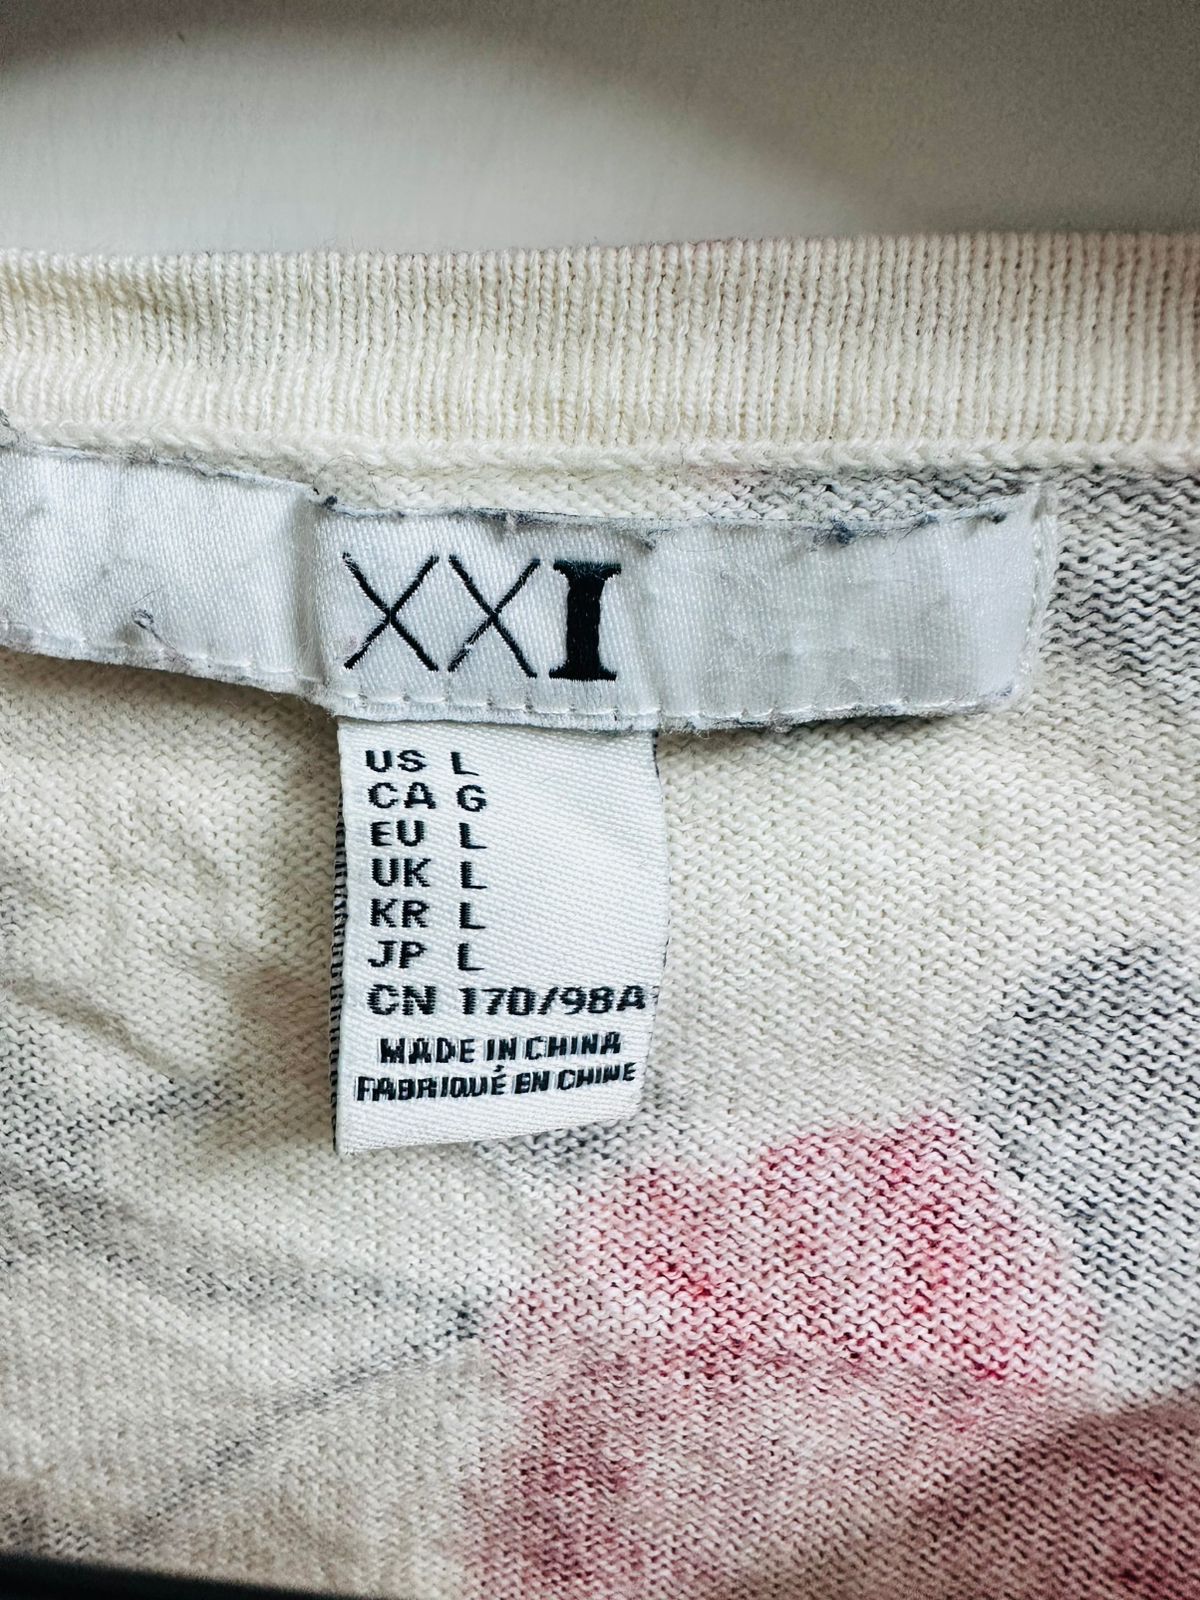 XXI
US L
CA G
EU L
UK L
KR L
JP L
CN 170/98A
MADE IN CHINA
FABRIQUÉ EN CHINE